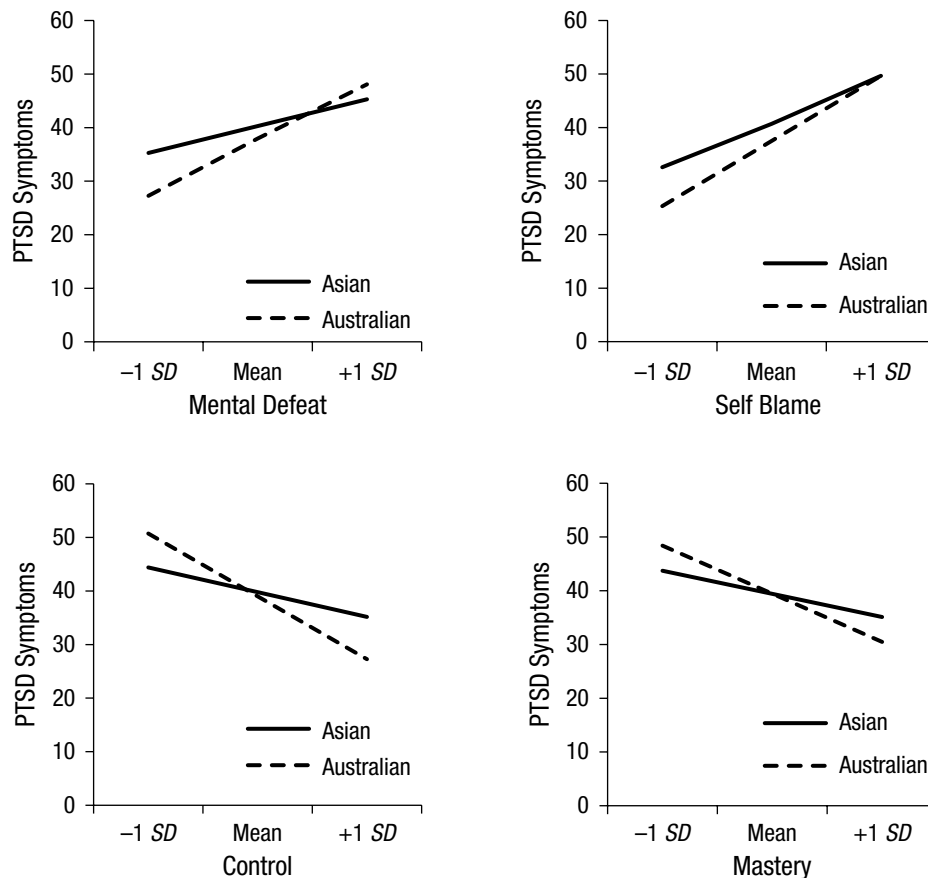 60
50
40
30
20
10
0
PTSD Symptoms
Asian
Australian
–1 SD Mean +1 SD
Mental Defeat
60
50
40
30
20
10
0
PTSD Symptoms
Asian
Australian
–1 SD Mean +1 SD
Self Blame
60
50
40
30
20
10
0
PTSD Symptoms
Asian
Australian
–1 SD Mean +1 SD
Control
60
50
40
30
20
10
0
PTSD Symptoms
Asian
Australian
–1 SD Mean +1 SD
Mastery